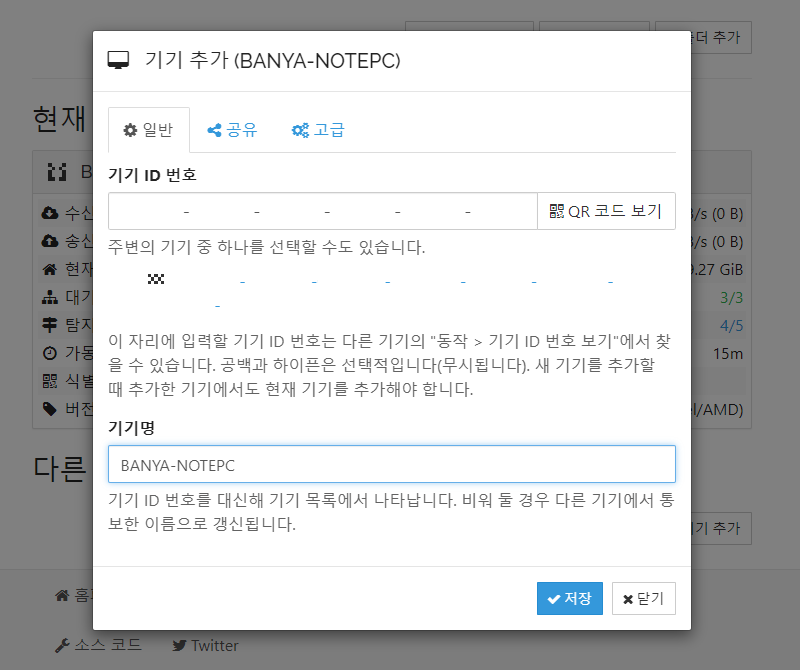 더 추가
기기 추가 (BANYA-NOTEPC)
현재
일반
공유
고급
기기 ID 번호
- - - - -
QR 코드 보기
주변의 기기 중 하나를 선택할 수도 있습니다.
- - - - - -
-
이 자리에 입력할 기기 ID 번호는 다른 기기의 "동작 > 기기 ID 번호 보기"에서 찾
을 수 있습니다. 공백과 하이픈은 선택적입니다(무시됩니다). 새 기기를 추가할
때 추가한 기기에서도 현재 기기를 추가해야 합니다.
기기명
BANYA-NOTEPC
기기 ID 번호를 대신해 기기 목록에서 나타납니다. 비워 둘 경우 다른 기기에서 통
보한 이름으로 갱신됩니다.
저장
닫기
B
수신
B/s (0 B)
송신
B/s (0 B)
현재
9.27 GiB
대기
3/3
탐지
4/5
가동
15m
식별
버전
l/AMD)
다른
기기 추가
홈
소스 코드
Twitter